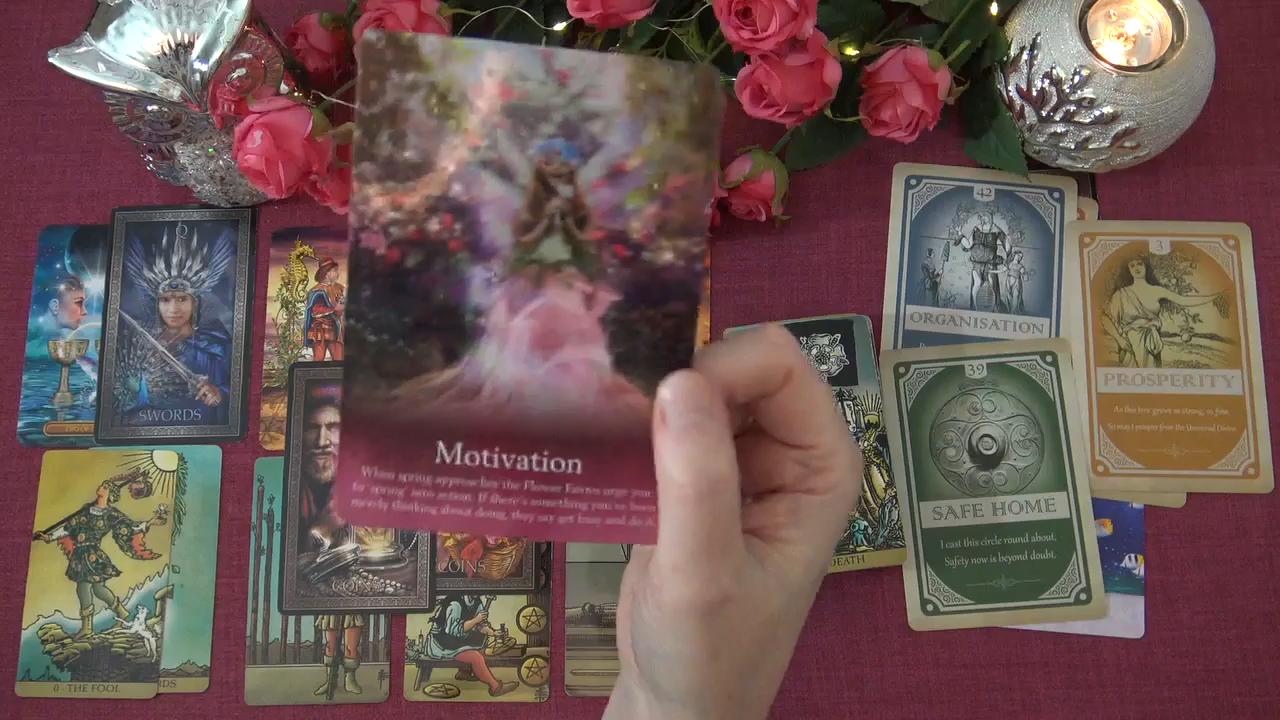 Motivation
When spring approaches the Flower Fairies urge you
to 'spring' into action. If there's something you've been
merely thinking about doing, they say get busy and do it.
Q
SWORDS
0 · THE FOOL
COINS
COINS
DEATH
42
ORGANISATION
3
PROSPERITY
As this tree grows so strong, so fine,
So may I prosper from the Universal Divine.
39
SAFE HOME
I cast this circle round about,
Safety now is beyond doubt.